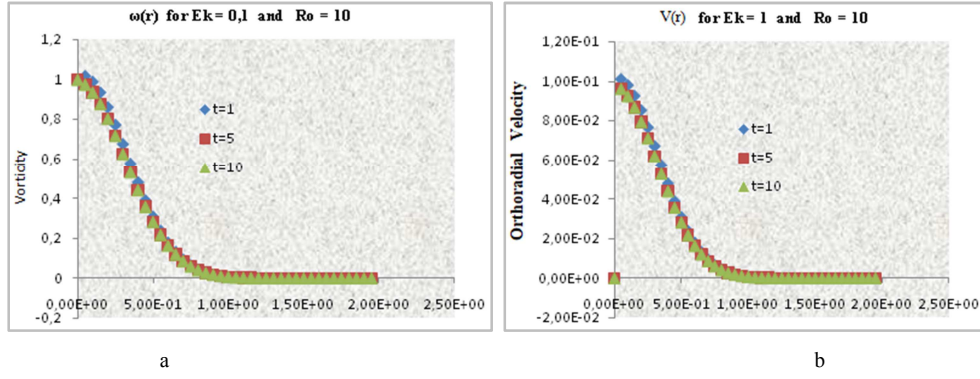 ω(r) for Ek = 0,1 and Ro = 10
1,2
1
0,8
0,6
0,4
0,2
0
-0,2
Vorticity
t=1
t=5
t=10
0,00E+00 5,00E-01 1,00E+00 1,50E+00 2,00E+00 2,50E+00
a
V(r) for Ek = 1 and Ro = 10
1,20E-01
1,00E-01
8,00E-02
6,00E-02
4,00E-02
2,00E-02
0,00E+00
-2,00E-02
Orthoradial Velocity
t=1
t=5
t=10
0,00E+00 5,00E-01 1,00E+00 1,50E+00 2,00E+00 2,50E+00
b